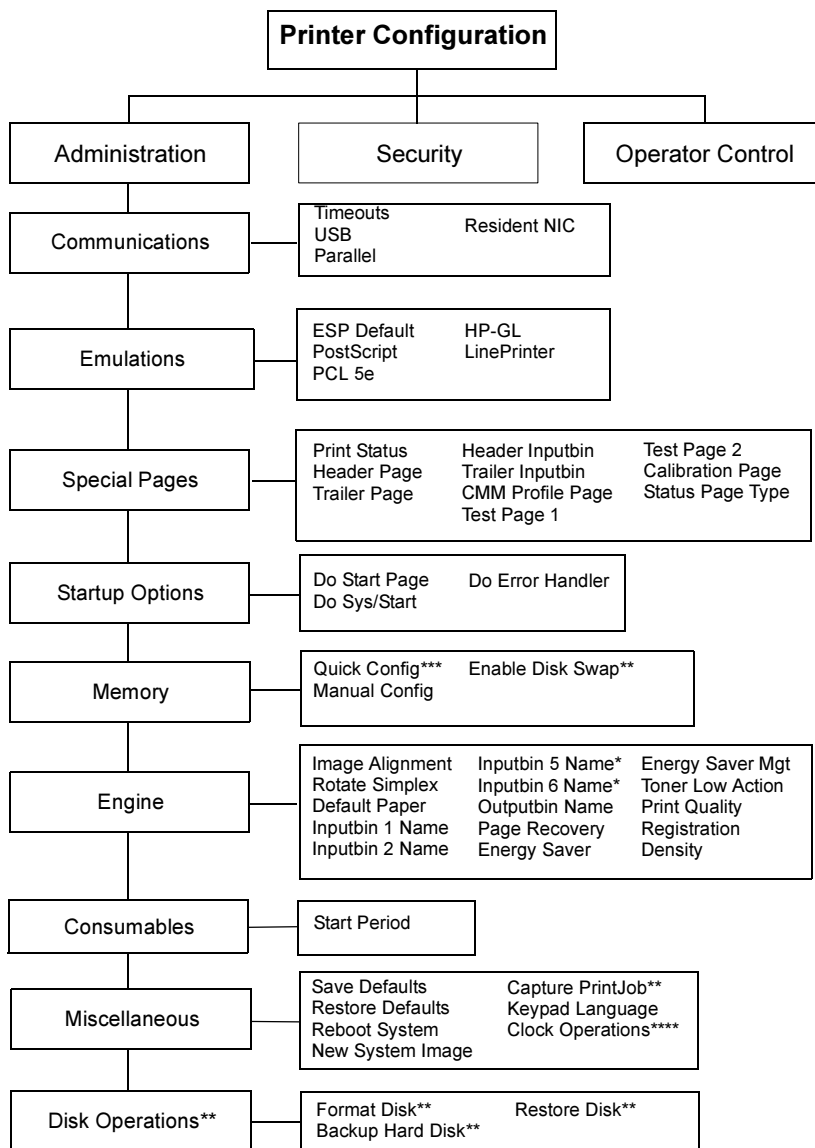 Printer Configuration
Administration
Security
Operator Control
Communications
Timeouts
USB
Parallel
Resident NIC
Emulations
ESP Default
PostScript
PCL 5e
HP-GL
LinePrinter
Special Pages
Print Status
Header Page
Trailer Page
Header Inputbin
Trailer Inputbin
CMM Profile Page
Test Page 1
Test Page 2
Calibration Page
Status Page Type
Startup Options
Do Start Page
Do Sys/Start
Do Error Handler
Memory
Quick Config***
Manual Config
Enable Disk Swap**
Engine
Image Alignment
Rotate Simplex
Default Paper
Inputbin 1 Name
Inputbin 2 Name
Inputbin 5 Name*
Inputbin 6 Name*
Outputbin Name
Page Recovery
Energy Saver
Energy Saver Mgt
Toner Low Action
Print Quality
Registration
Density
Consumables
Start Period
Miscellaneous
Save Defaults
Restore Defaults
Reboot System
New System Image
Capture PrintJob**
Keypad Language
Clock Operations****
Disk Operations**
Format Disk**
Backup Hard Disk**
Restore Disk**